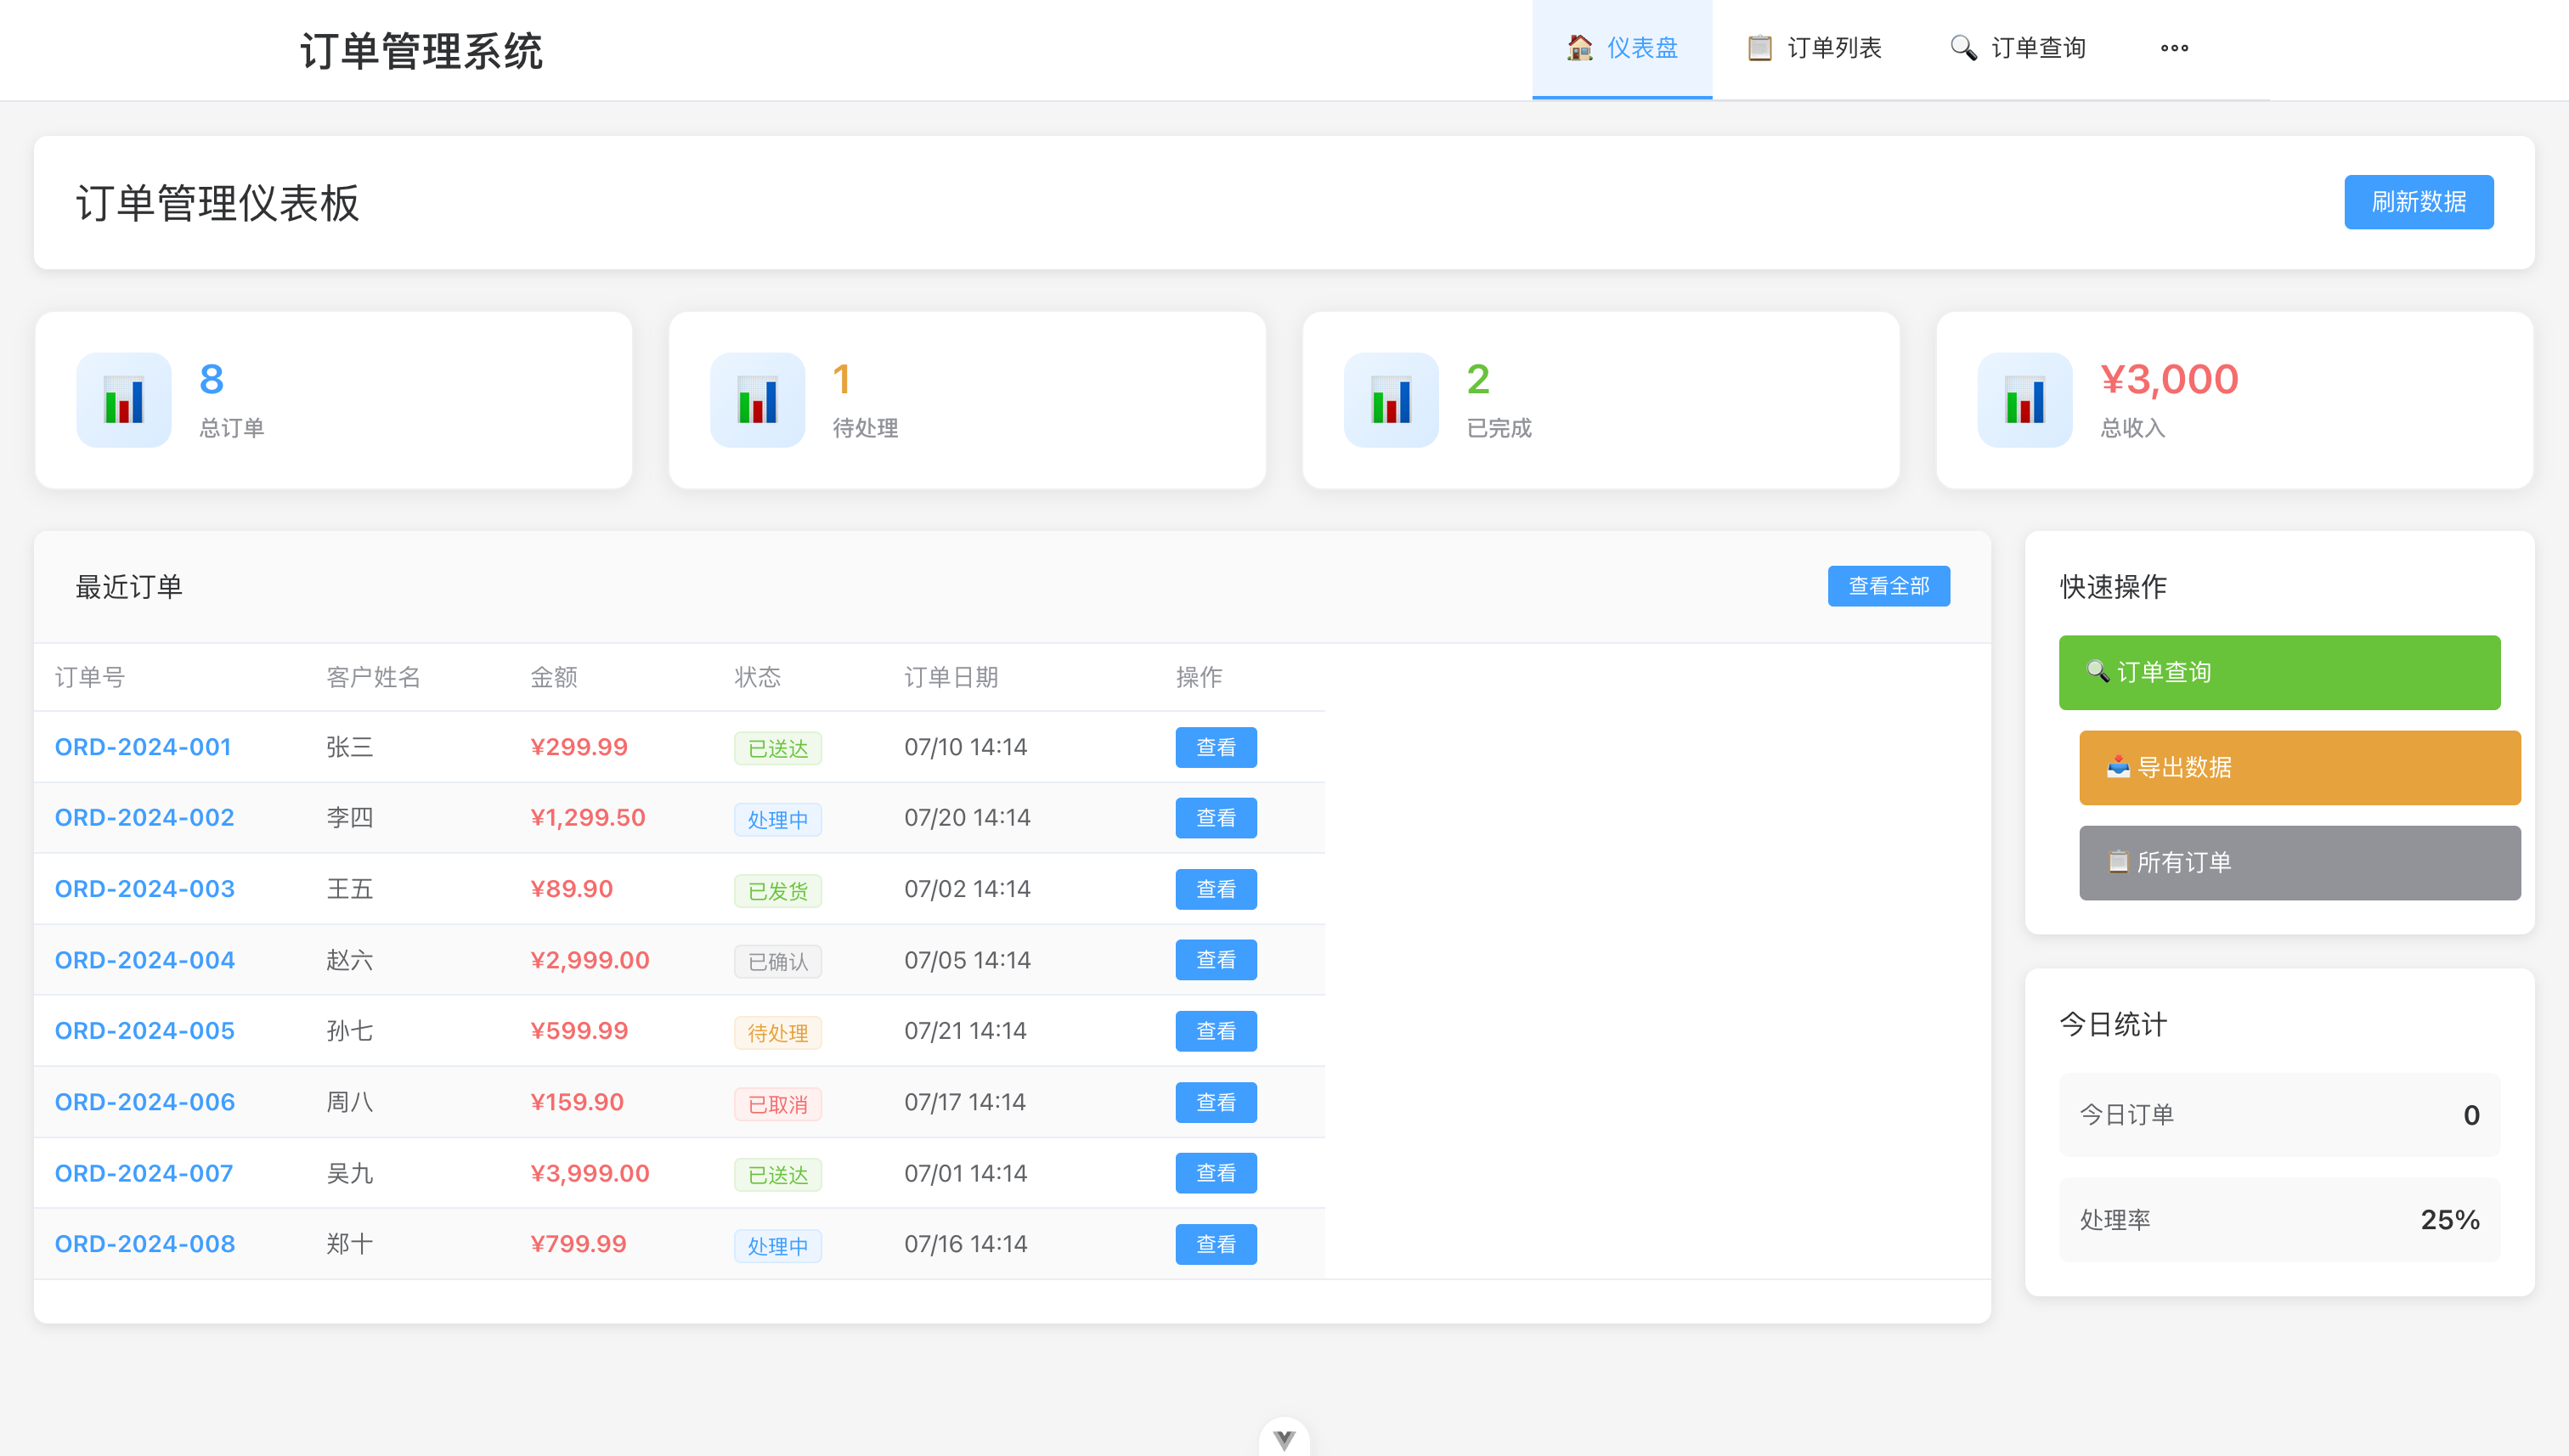 订单管理系统
仪表盘 订单列表 订单查询
订单管理仪表板
刷新数据
8
总订单
1
待处理
2
已完成
¥3,000
总收入
最近订单
查看全部
订单号 客户姓名 金额 状态 订单日期 操作
ORD-2024-001 张三 ¥299.99 已送达 07/10 14:14 查看
ORD-2024-002 李四 ¥1,299.50 处理中 07/20 14:14 查看
ORD-2024-003 王五 ¥89.90 已发货 07/02 14:14 查看
ORD-2024-004 赵六 ¥2,999.00 已确认 07/05 14:14 查看
ORD-2024-005 孙七 ¥599.99 待处理 07/21 14:14 查看
ORD-2024-006 周八 ¥159.90 已取消 07/17 14:14 查看
ORD-2024-007 吴九 ¥3,999.00 已送达 07/01 14:14 查看
ORD-2024-008 郑十 ¥799.99 处理中 07/16 14:14 查看
快速操作
订单查询
导出数据
所有订单
今日统计
今日订单 0
处理率 25%